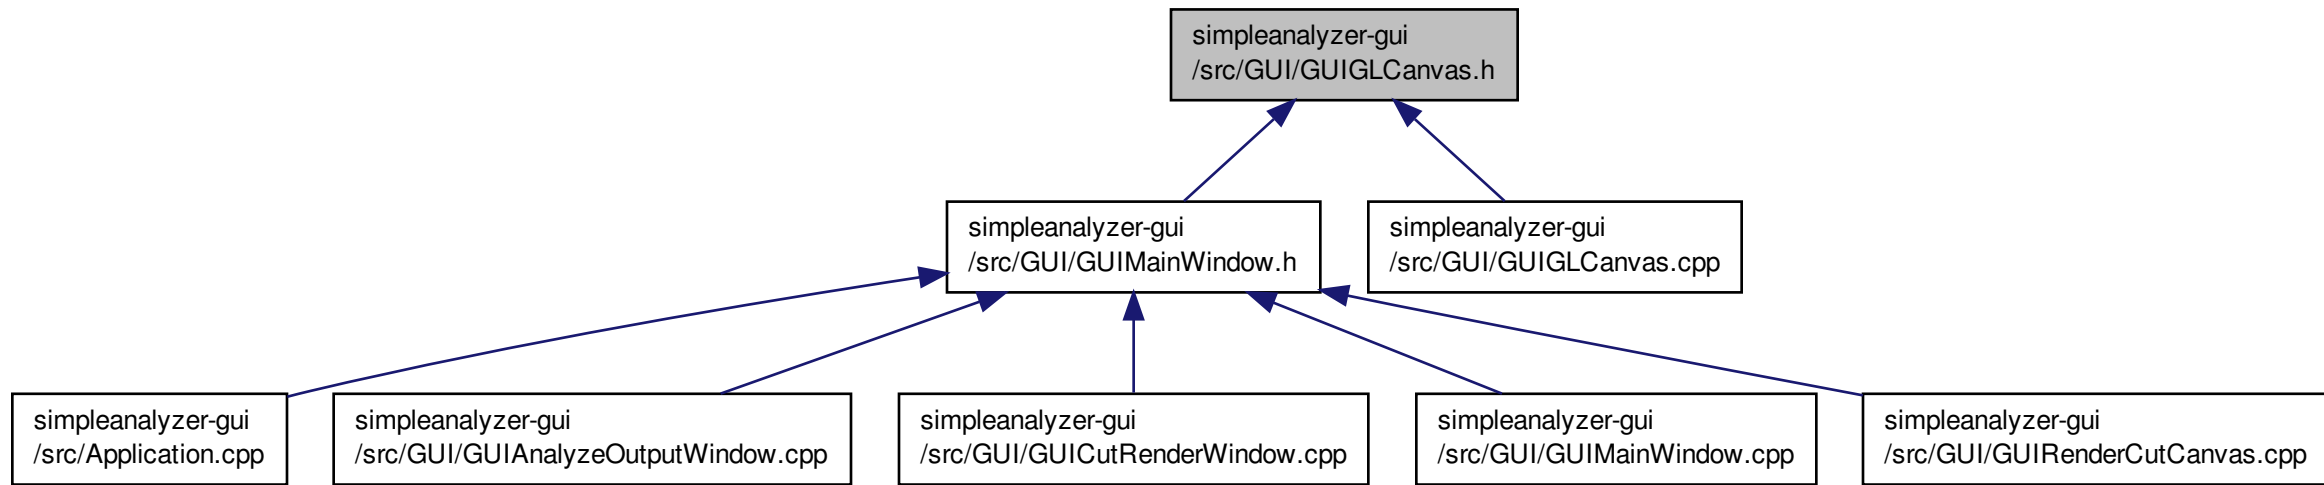 simpleanalyzer-gui
/src/GUI/GUIGLCanvas.h
simpleanalyzer-gui
/src/GUI/GUIMainWindow.h
simpleanalyzer-gui
/src/GUI/GUIGLCanvas.cpp
simpleanalyzer-gui
/src/Application.cpp
simpleanalyzer-gui
/src/GUI/GUIAnalyzeOutputWindow.cpp
simpleanalyzer-gui
/src/GUI/GUICutRenderWindow.cpp
simpleanalyzer-gui
/src/GUI/GUIMainWindow.cpp
simpleanalyzer-gui
/src/GUI/GUIRenderCutCanvas.cpp